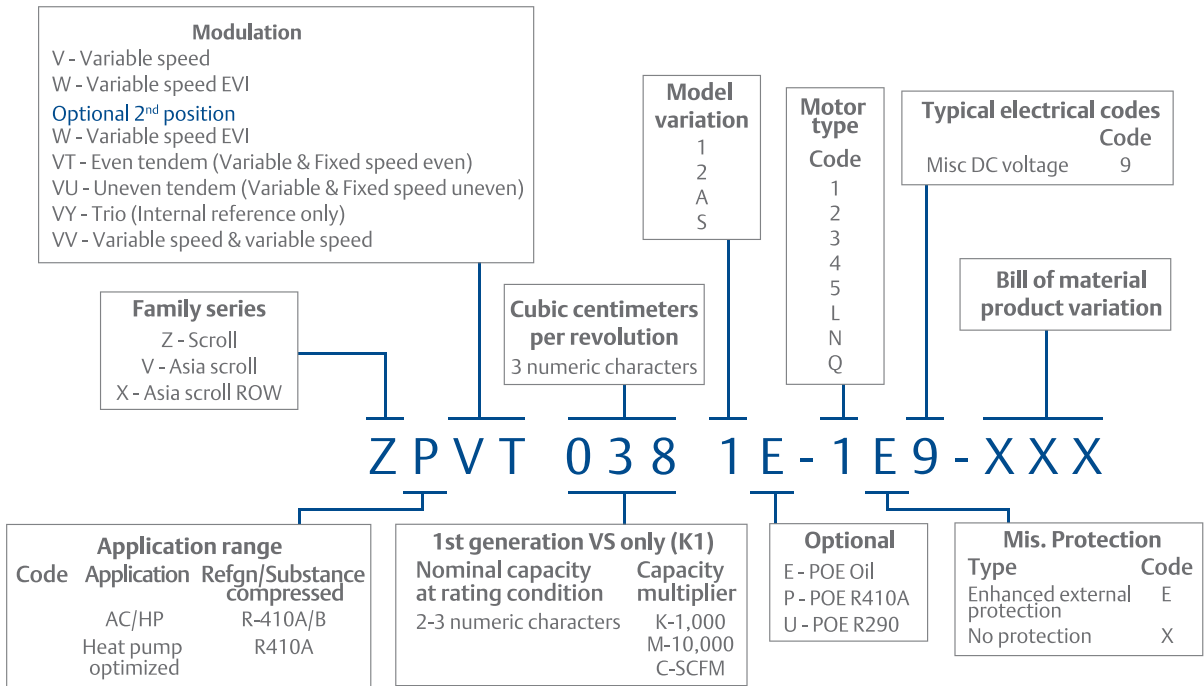 Modulation
V - Variable speed
W - Variable speed EVI
Optional 2nd position
W - Variable speed EVI
VT - Even tendem (Variable & Fixed speed even)
VU - Uneven tendem (Variable & Fixed speed uneven)
VY - Trio (Internal reference only)
VV - Variable speed & variable speed
Model
variation
1
2
A
S
Motor
type
Code
1
2
3
4
5
L
N
Q
Typical electrical codes
Code
Misc DC voltage 9
Family series
Z - Scroll
V - Asia scroll
X - Asia scroll ROW
Cubic centimeters
per revolution
3 numeric characters
Bill of material
product variation
Z P V T 0 3 8 1 E - 1 E 9 - X X X
Application range
Code Application Refgn/Substance
compressed
AC/HP R-410A/B
Heat pump R410A
optimized
1st generation VS only (K1)
Nominal capacity Capacity
at rating condition multiplier
2-3 numeric characters K-1,000
M-10,000
C-SCFM
Optional
E - POE Oil
P - POE R410A
U - POE R290
Mis. Protection
Type Code
Enhanced external E
protection
No protection X